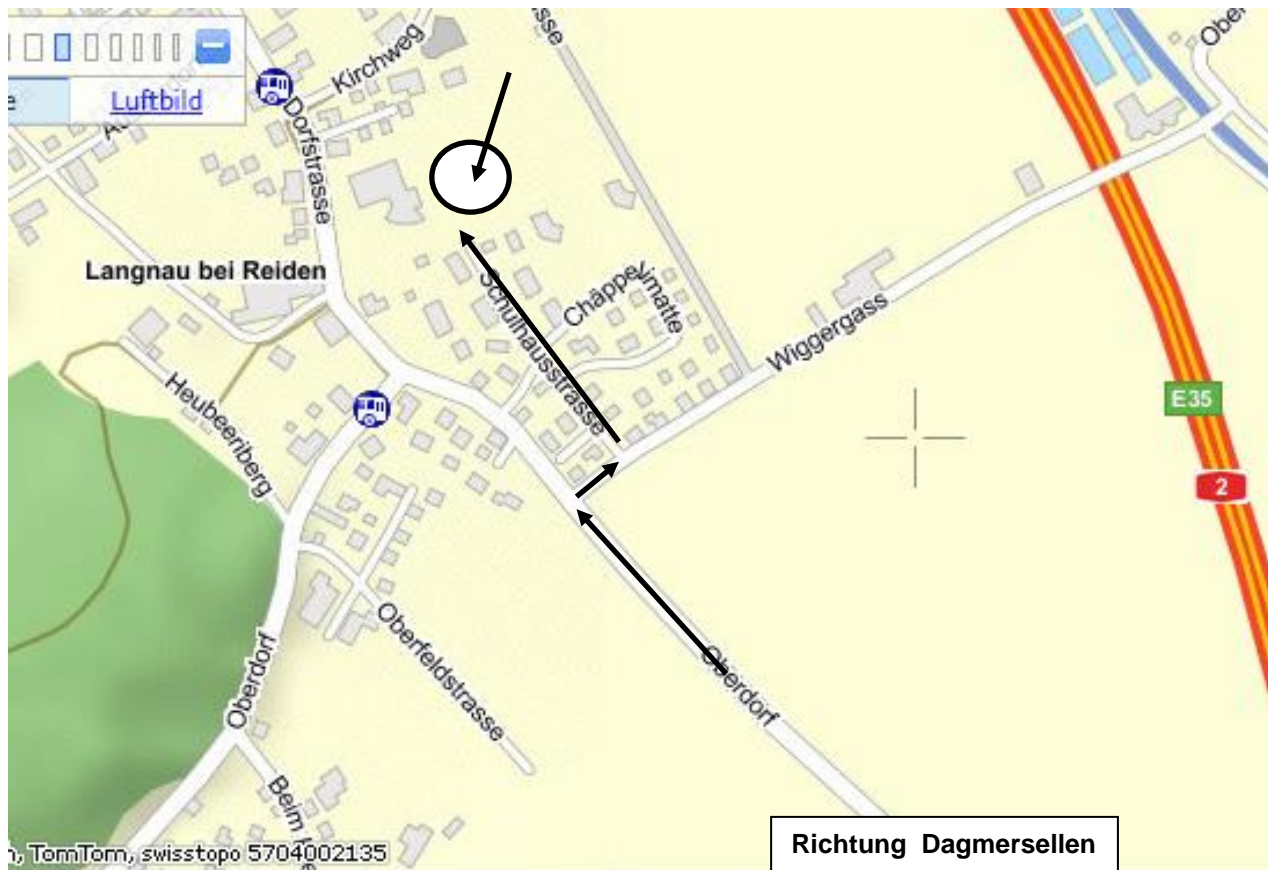 Luftbild
Kirchweg
Dorfstrasse
Langnau bei Reiden
Schulhausstrasse
Chäppelimatte
Wiggergass
Heubeeriberg
E35
2
Oberdorf
Oberfeldstrasse
Oberdorf
Beim
TomTom, swisstopo 5704002135
Richtung Dagmersellen